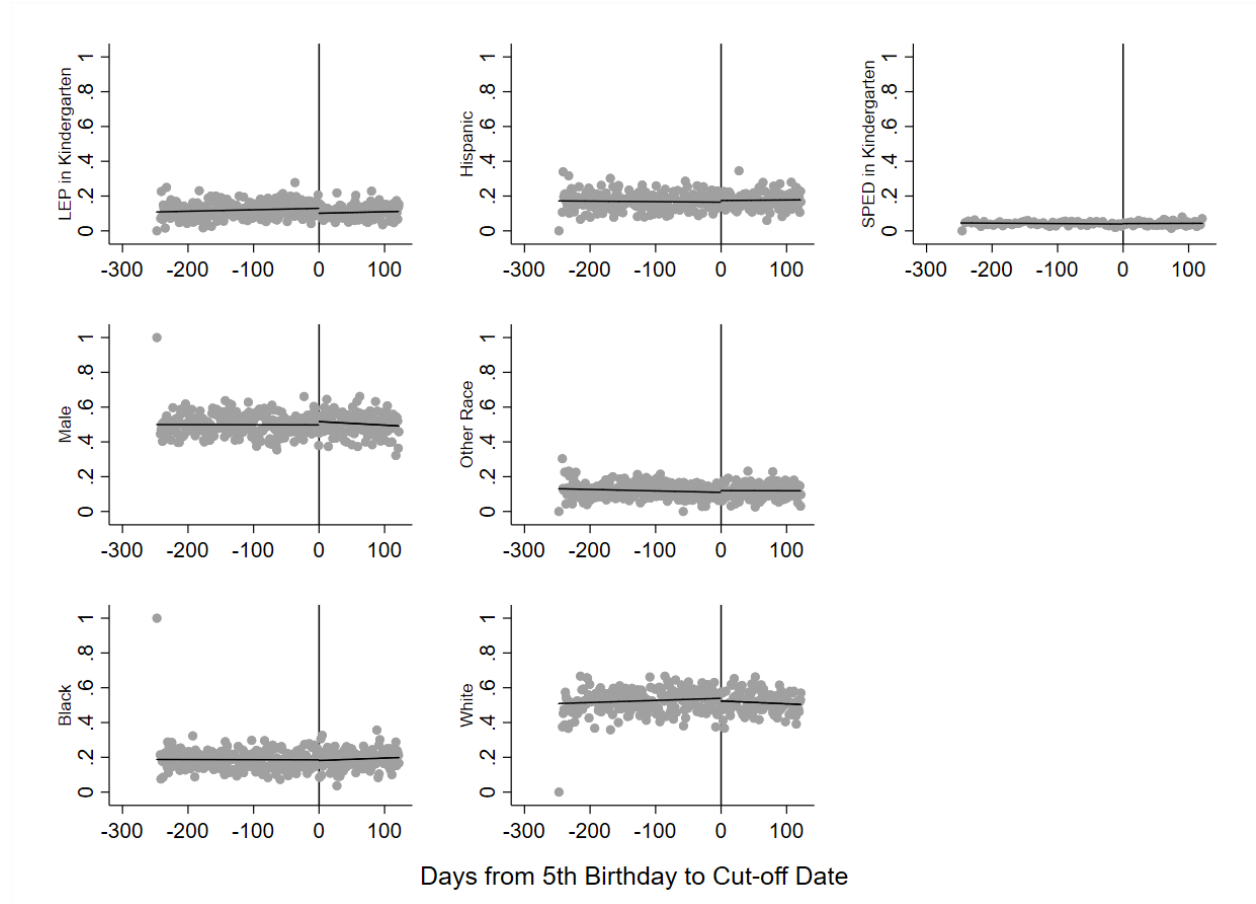 LEP in Kindergarten
0 .2 .4 .6 .8 1
-300 -200 -100 0 100
Hispanic
0 .2 .4 .6 .8 1
-300 -200 -100 0 100
SPED in Kindergarten
0 .2 .4 .6 .8 1
-300 -200 -100 0 100
Male
0 .2 .4 .6 .8 1
-300 -200 -100 0 100
Other Race
0 .2 .4 .6 .8 1
-300 -200 -100 0 100
Black
0 .2 .4 .6 .8 1
-300 -200 -100 0 100
White
0 .2 .4 .6 .8 1
-300 -200 -100 0 100
Days from 5th Birthday to Cut-off Date